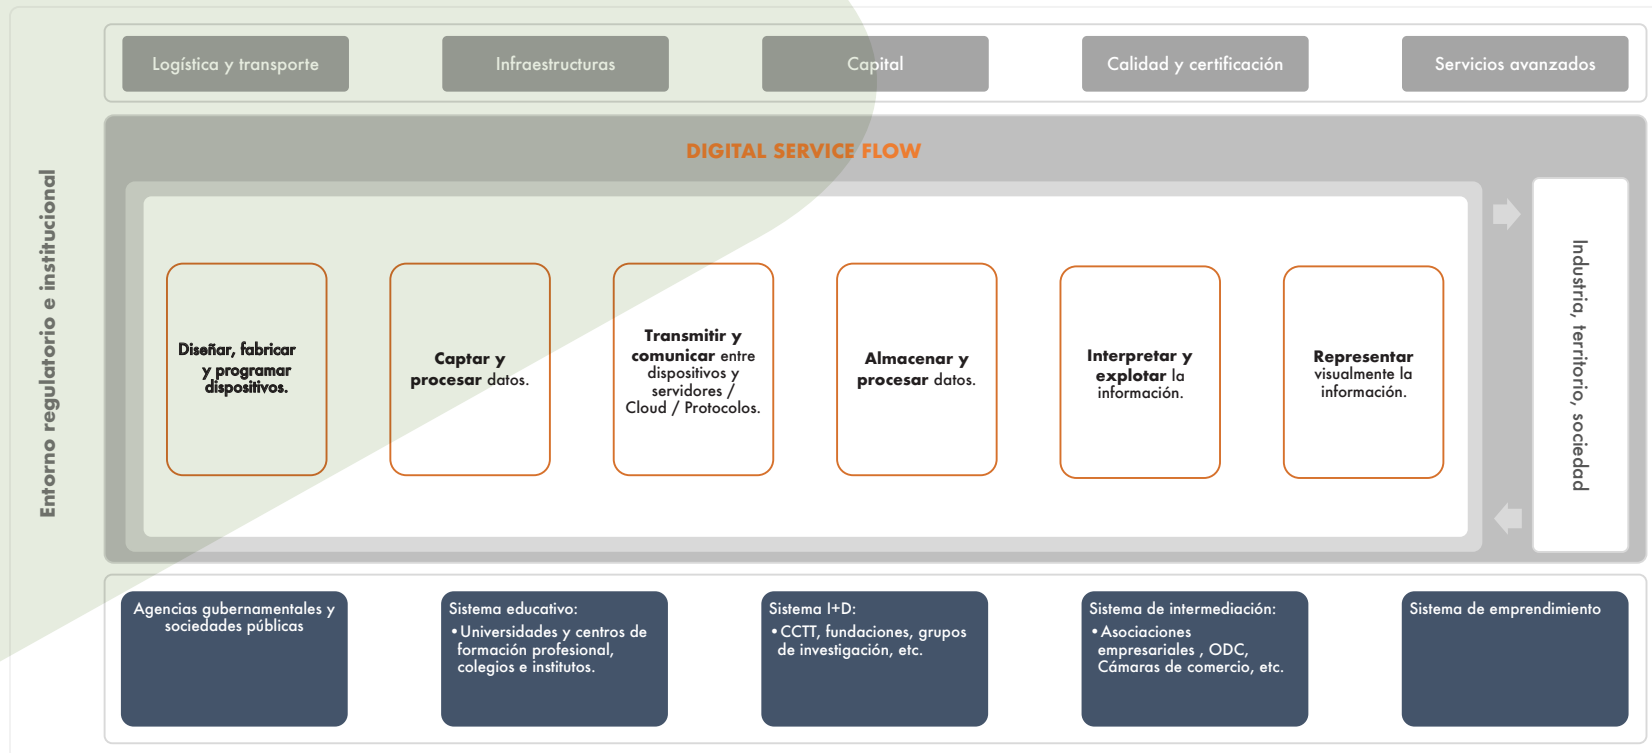 Logística y transporte
Infraestructuras
Capital
Calidad y certificación
Servicios avanzados
Entorno regulatorio e institucional
DIGITAL SERVICE FLOW
Diseñar, fabricar
y programar
dispositivos.
Captar y
procesar datos.
Transmitir y
comunicar entre
dispositivos y
servidores /
Cloud / Protocolos.
Almacenar y
procesar datos.
Interpretar y
explotar la
información.
Representar
visualmente la
información.
Industria, territorio, sociedad
Agencias gubernamentales y
sociedades públicas
Sistema educativo:
• Universidades y centros de
formación profesional,
colegios e institutos.
Sistema I+D:
• CCTT, fundaciones, grupos
de investigación, etc.
Sistema de intermediación:
• Asociaciones
empresariales , ODC,
Cámaras de comercio, etc.
Sistema de emprendimiento